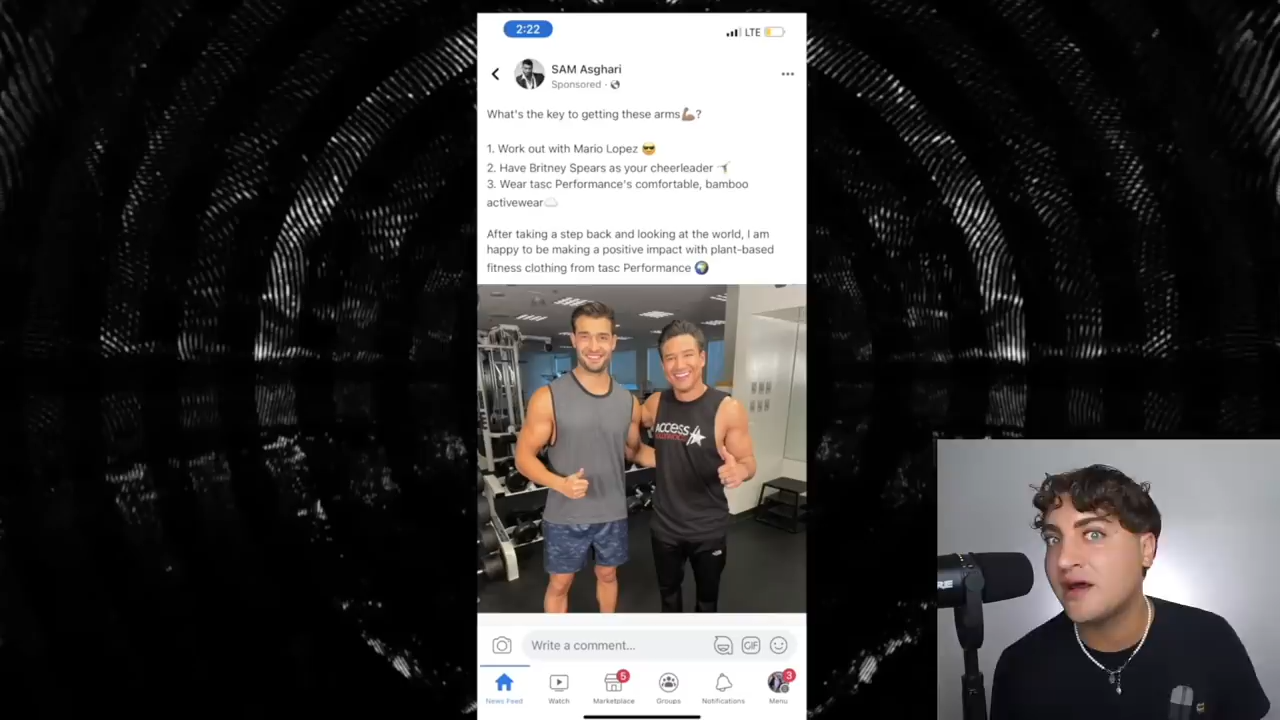 2:22
LTE
SAM Asghari
Sponsored ·
What's the key to getting these arms💪🏽?
1. Work out with Mario Lopez 😎
2. Have Britney Spears as your cheerleader
3. Wear tasc Performance's comfortable, bamboo
activewear☁️
After taking a step back and looking at the world, I am
happy to be making a positive impact with plant-based
fitness clothing from tasc Performance 🌍
ACCESS
Write a comment...
GIF
5
3
News Feed
Watch
Marketplace
Groups
Notifications
Menu